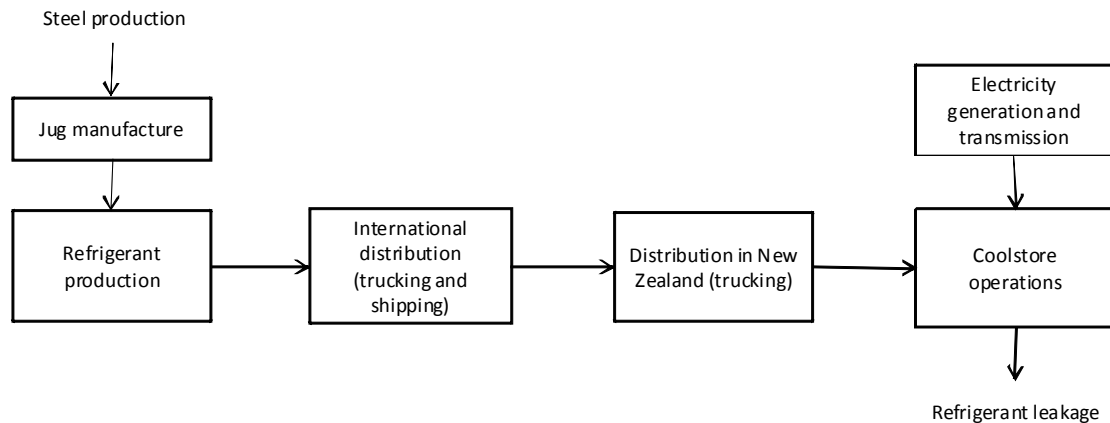 Steel production
Jug manufacture
Refrigerant
production
International
distribution
(trucking and
shipping)
Distribution in New
Zealand (trucking)
Electricity
generation and
transmission
Coolstore
operations
Refrigerant leakage